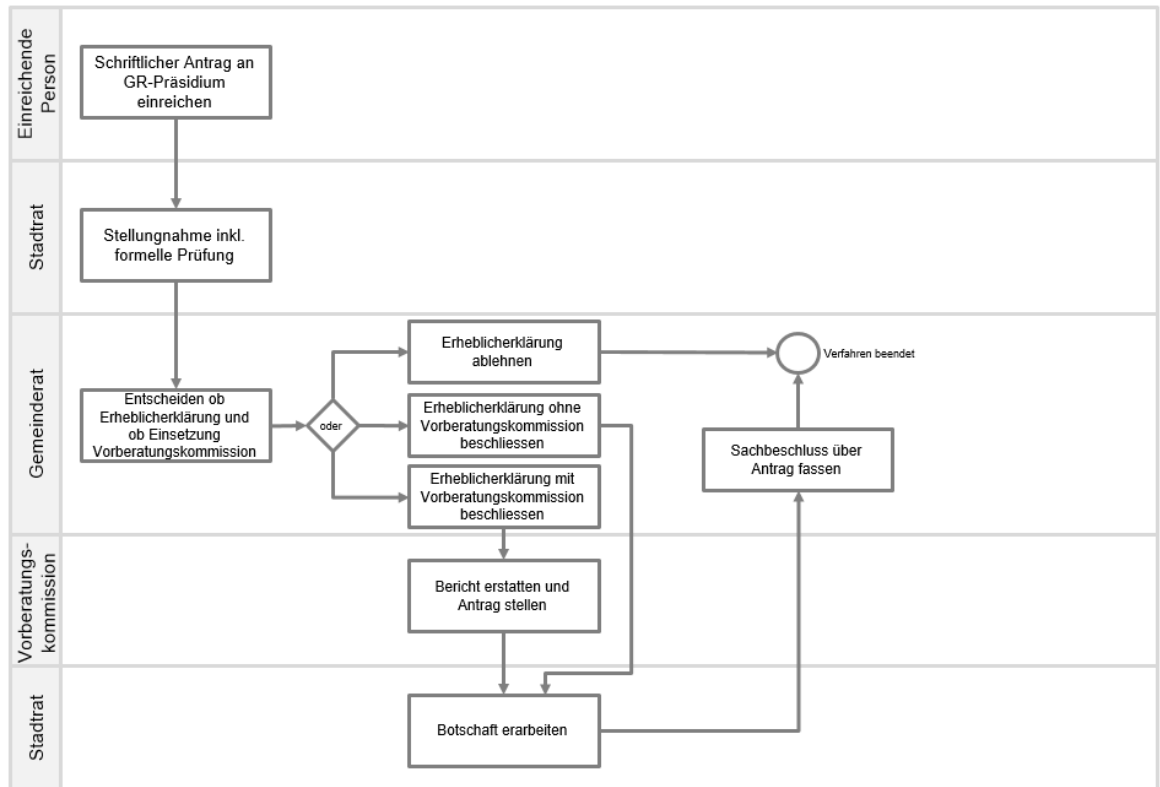 Einreichende
Person
Schriftlicher Antrag an
GR-Präsidium
einreichen
Stadtrat
Stellungnahme inkl.
formelle Prüfung
Gemeinderat
Entscheiden ob
Erheblicherklärung und
ob Einsetzung
Vorberatungskommission
oder
Erheblicherklärung
ablehnen
Erheblicherklärung ohne
Vorberatungskommission
beschliessen
Erheblicherklärung mit
Vorberatungskommission
beschliessen
Verfahren beendet
Sachbeschluss über
Antrag fassen
Vorberatungs-
kommission
Bericht erstatten und
Antrag stellen
Stadtrat
Botschaft erarbeiten